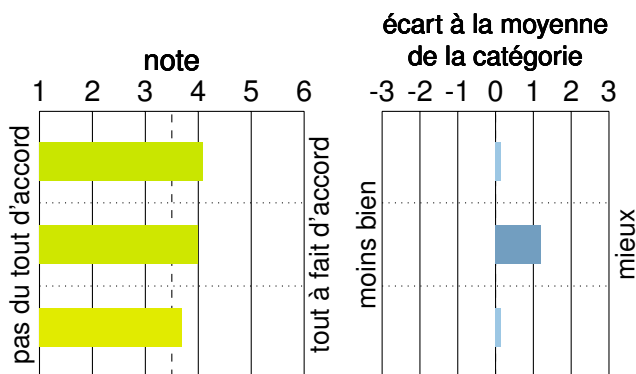 note
1 2 3 4 5 6
pas du tout d'accord
tout à fait d'accord
écart à la moyenne
de la catégorie
-3 -2 -1 0 1 2 3
moins bien
mieux